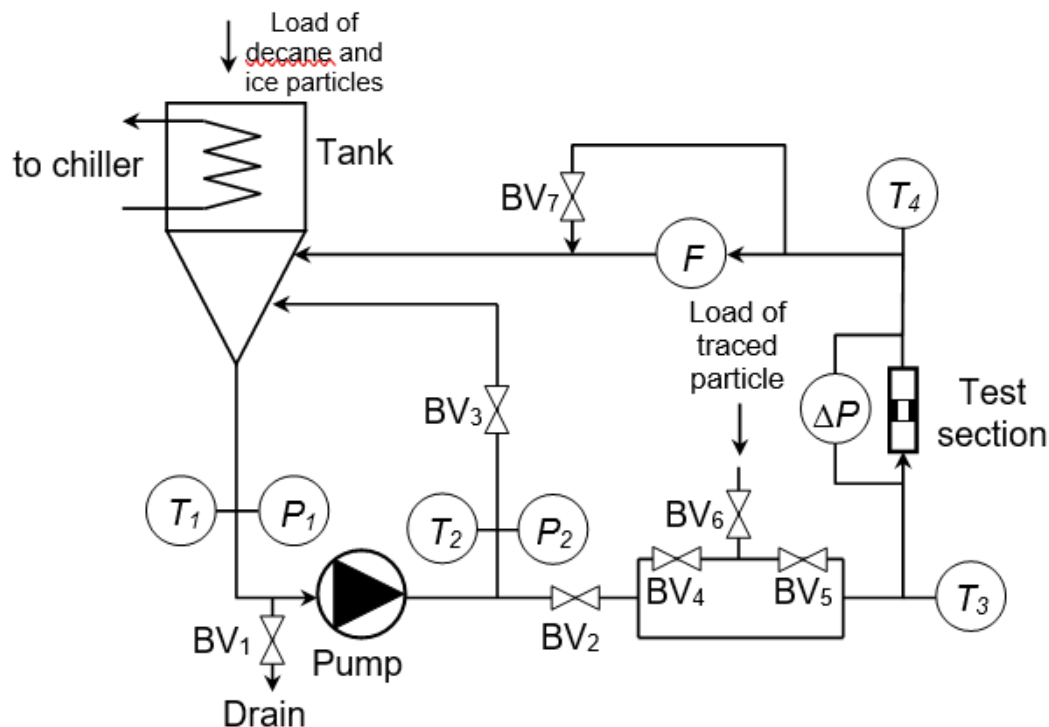 Load of
decane and
ice particles
to chiller
Tank
BV7
T4
F
Load of
traced
particle
BV3
ΔP
Test
section
T1
P1
T2
P2
BV6
BV4
BV5
T3
BV1
Pump
BV2
Drain